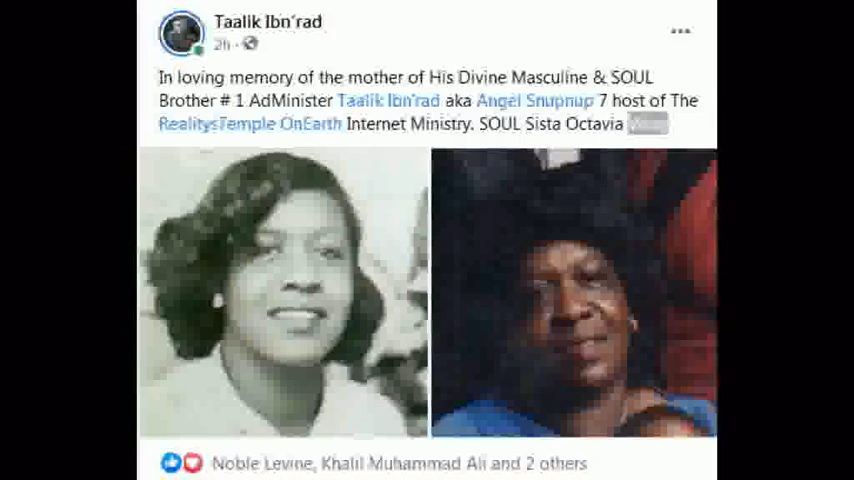 Taalik Ibn'rad
2h ·
In loving memory of the mother of His Divine Masculine & SOUL
Brother # 1 AdMinister Taalik Ibn'rad aka Angel Snupnup 7 host of The
RealitysTemple OnEarth Internet Ministry. SOUL Sista Octavia
Noble Levine, Khalil Muhammad Ali and 2 others